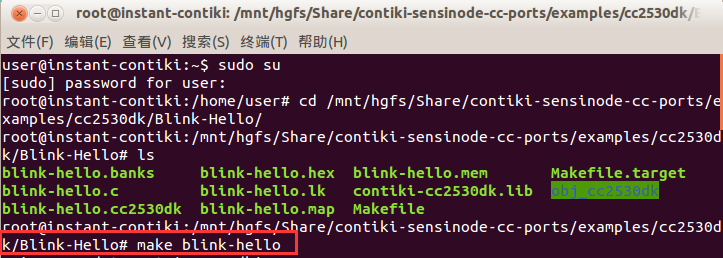 root@instant-contiki: /mnt/hgfs/Share/contiki-sensinode-cc-ports/examples/cc2530dk/
文件(F) 编辑(E) 查看(V) 搜索(S) 终端(T) 帮助(H)
user@instant-contiki:~$ sudo su
[sudo] password for user:
root@instant-contiki:/home/user# cd /mnt/hgfs/Share/contiki-sensinode-cc-ports/e
xamples/cc2530dk/Blink-Hello/
root@instant-contiki:/mnt/hgfs/Share/contiki-sensinode-cc-ports/examples/cc2530d
k/Blink-Hello# ls
blink-hello.banks blink-hello.hex blink-hello.mem Makefile.target
blink-hello.c blink-hello.lk contiki-cc2530dk.lib obj_cc2530dk
blink-hello.cc2530dk blink-hello.map Makefile
root@instant-contiki:/mnt/hgfs/Share/contiki-sensinode-cc-ports/examples/cc2530d
k/Blink-Hello# make blink-hello